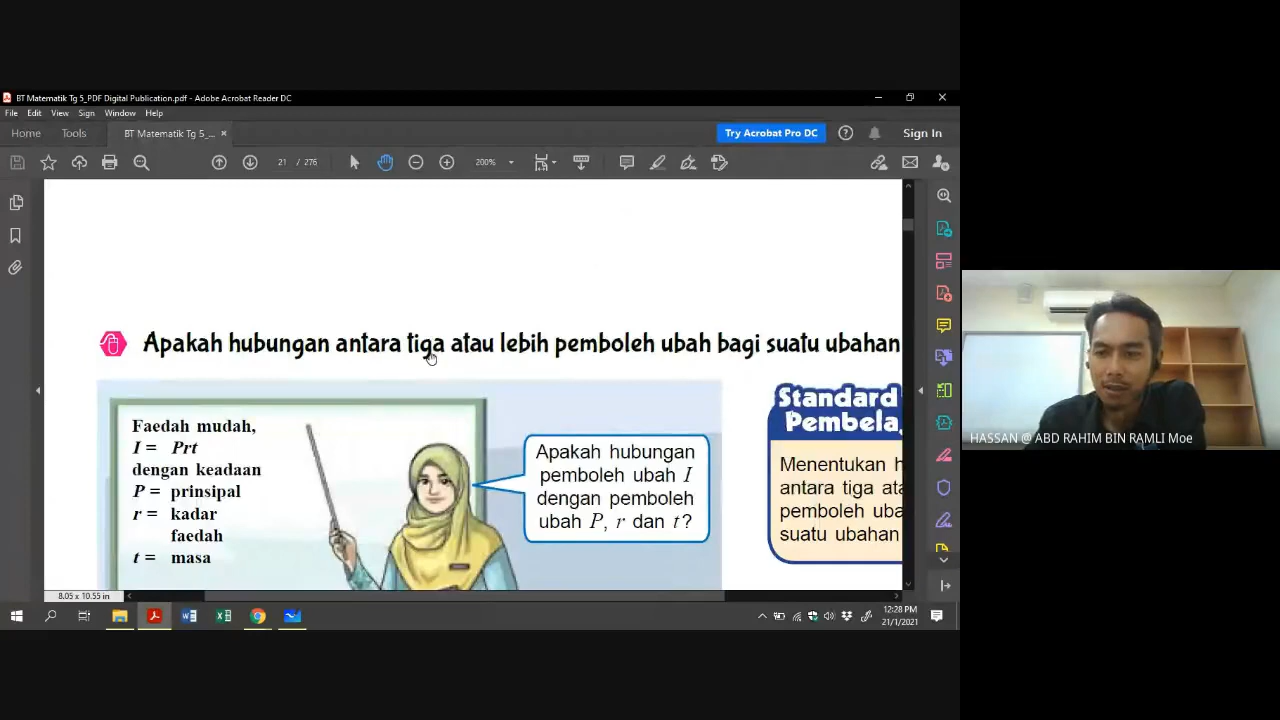 BT Matematik Tg 5_PDF Digital Publication.pdf - Adobe Acrobat Reader DC
File Edit View Sign Window Help
Home Tools BT Matematik Tg 5_... × Try Acrobat Pro DC Sign In
21 / 276 200%
Apakah hubungan antara tiga atau lebih pemboleh ubah bagi suatu ubahan
Faedah mudah,
I = Prt
dengan keadaan
P = prinsipal
r = kadar
faedah
t = masa
Apakah hubungan
pemboleh ubah I
dengan pemboleh
ubah P, r dan t?
Standard
Pembela
Menentukan h
antara tiga ata
pemboleh uba
suatu ubahan
HASSAN @ ABD RAHIM BIN RAMLI Moe
8.05 x 10.55 in
12:28 PM
21/1/2021